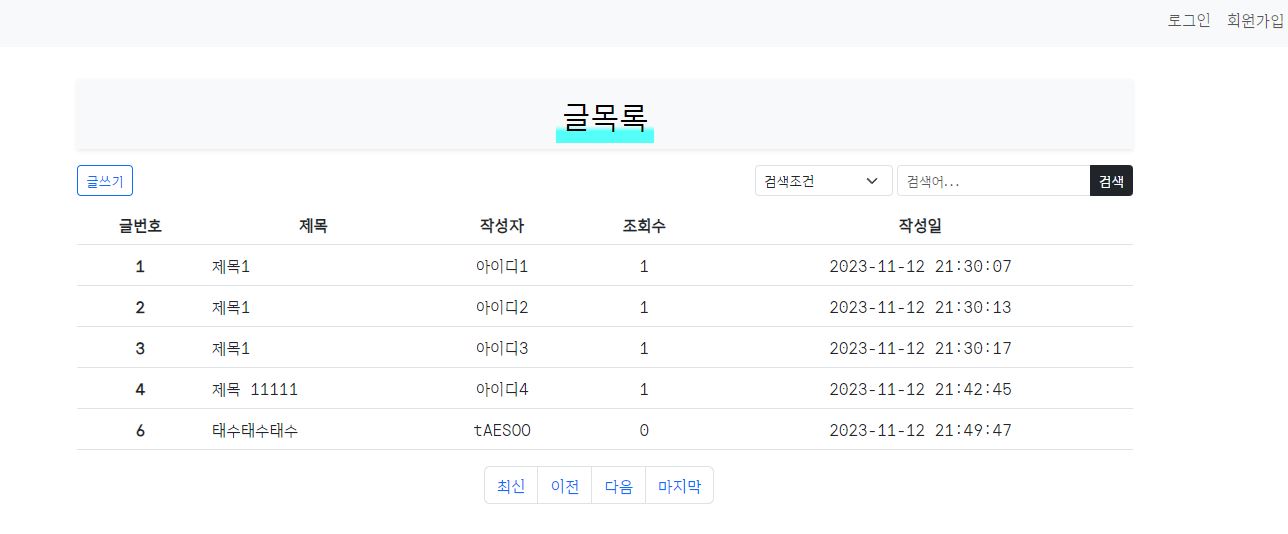 로그인 회원가입
글목록
글쓰기 검색조건 검색어... 검색
글번호 제목 작성자 조회수 작성일
1 제목1 아이디1 1 2023-11-12 21:30:07
2 제목1 아이디2 1 2023-11-12 21:30:13
3 제목1 아이디3 1 2023-11-12 21:30:17
4 제목 11111 아이디4 1 2023-11-12 21:42:45
6 태수태수태수 tAESOO 0 2023-11-12 21:49:47
최신 이전 다음 마지막